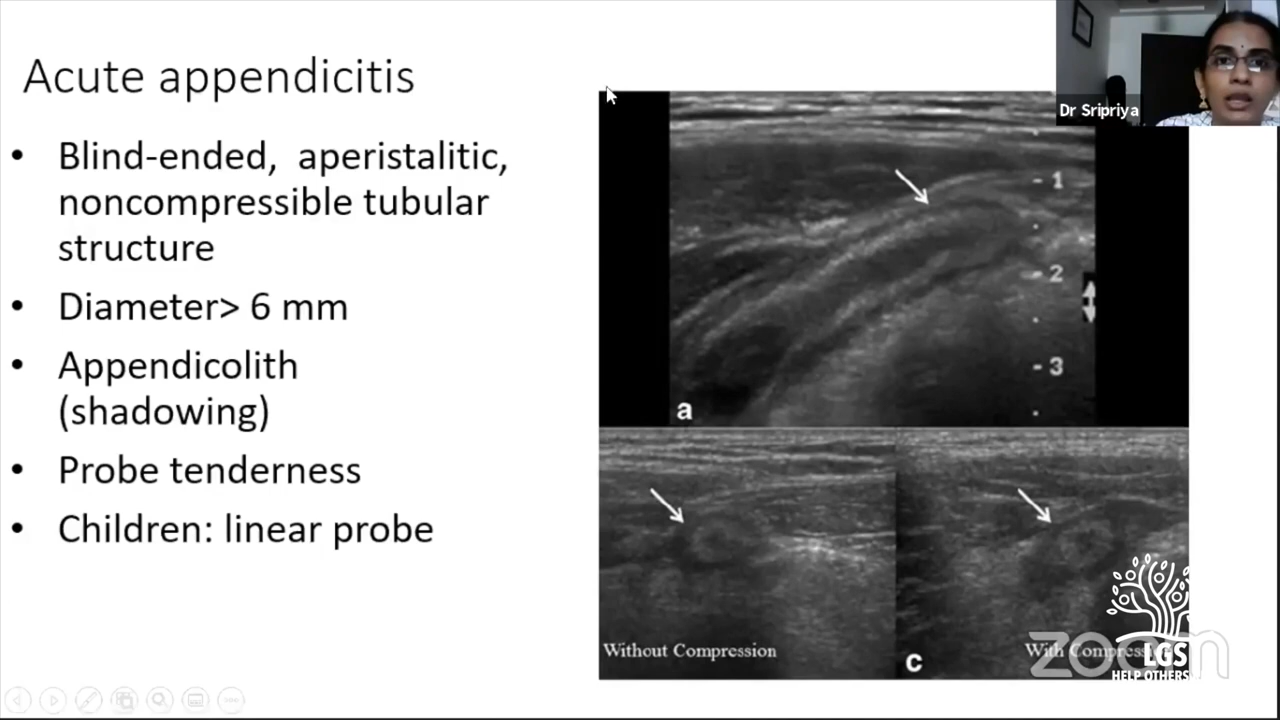 Acute appendicitis
• Blind-ended, aperistalitic,
noncompressible tubular
structure
• Diameter> 6 mm
• Appendicolith
(shadowing)
• Probe tenderness
• Children: linear probe
Dr Sripriya
- 1
- 2
- 3
a
Without Compression
c
With Compress
zoom
LGS
HELP OTHERS